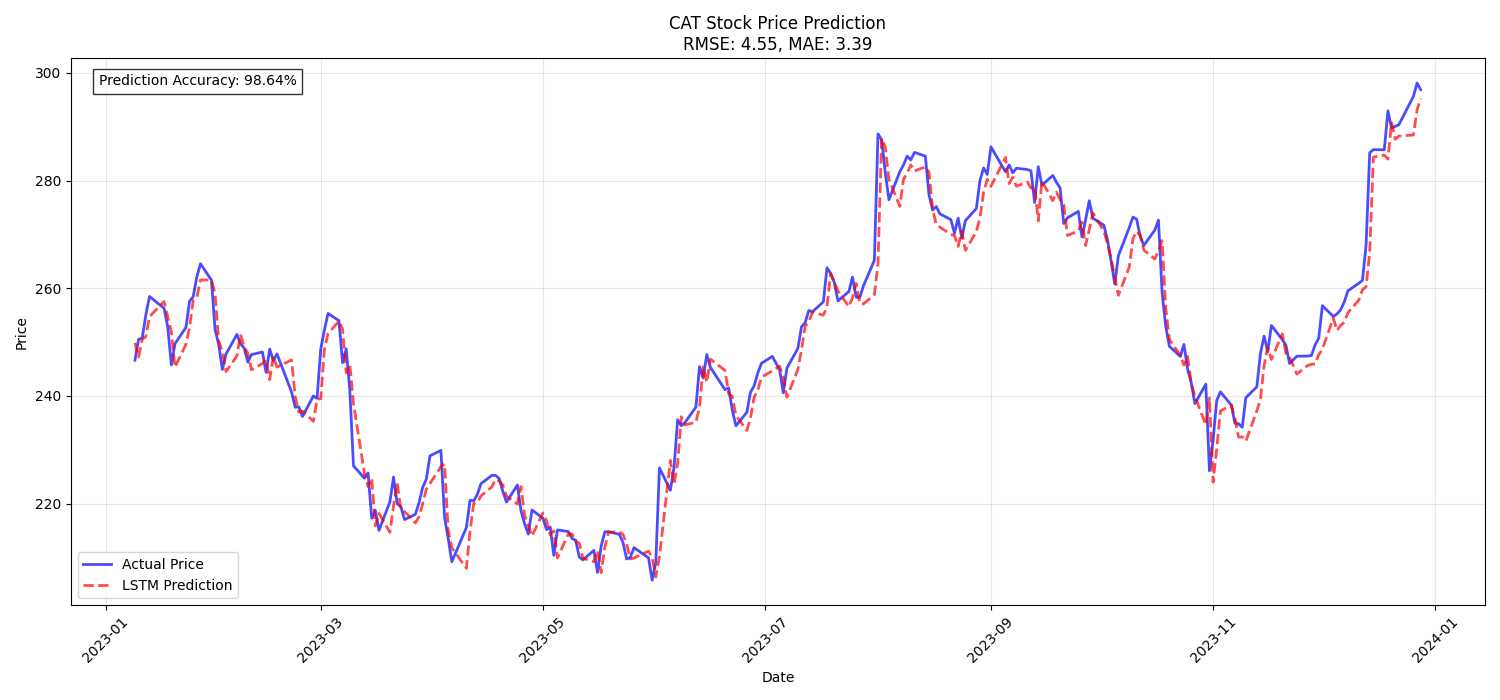 CAT Stock Price Prediction
RMSE: 4.55, MAE: 3.39
Prediction Accuracy: 98.64%
300
280
260
240
220
Price
Actual Price
LSTM Prediction
2023-01
2023-03
2023-05
2023-07
2023-09
2023-11
2024-01
Date